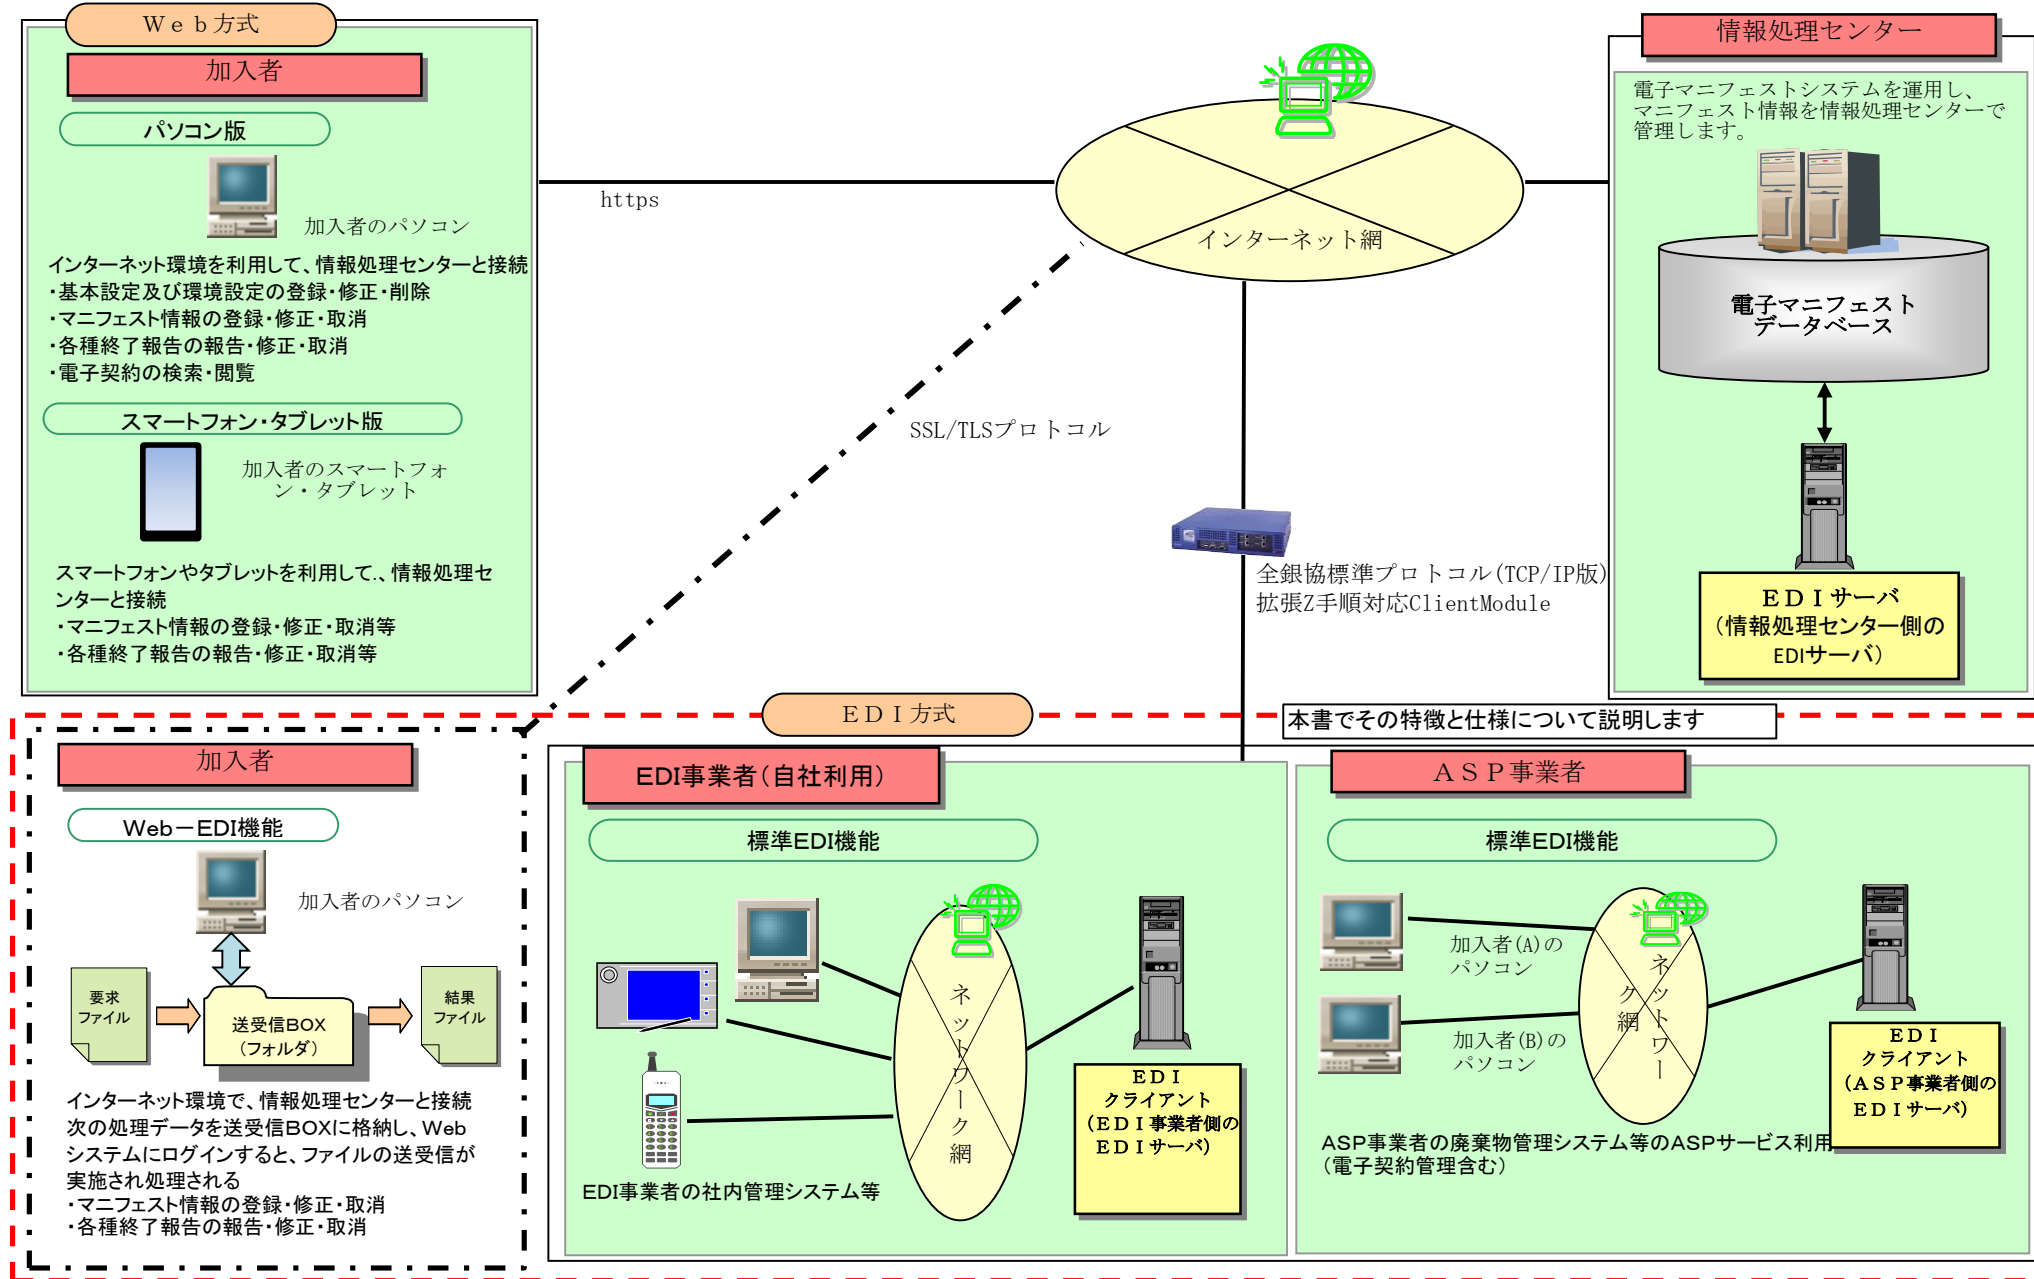 Ｗｅｂ方式
加入者
パソコン版
加入者のパソコン
インターネット環境を利用して、情報処理センターと接続
・基本設定及び環境設定の登録・修正・削除
・マニフェスト情報の登録・修正・取消
・各種終了報告の報告・修正・取消
・電子契約の検索・閲覧
スマートフォン・タブレット版
加入者のスマートフォ
ン・タブレット
スマートフォンやタブレットを利用して.、情報処理セ
ンターと接続
・マニフェスト情報の登録・修正・取消等
・各種終了報告の報告・修正・取消等
https
インターネット網
SSL/TLSプロトコル
全銀協標準プロトコル(TCP/IP版)
拡張Z手順対応ClientModule
情報処理センター
電子マニフェストシステムを運用し、
マニフェスト情報を情報処理センターで
管理します。
電子マニフェスト
データベース
ＥＤＩサーバ
（情報処理センター側の
EDIサーバ）
ＥＤＩ方式
本書でその特徴と仕様について説明します
加入者
Web－EDI機能
加入者のパソコン
要求
ファイル
送受信BOX
（フォルダ）
結果
ファイル
インターネット環境で、情報処理センターと接続
次の処理データを送受信BOXに格納し、Web
システムにログインすると、ファイルの送受信が
実施され処理される
・マニフェスト情報の登録・修正・取消
・各種終了報告の報告・修正・取消
EDI事業者（自社利用）
標準EDI機能
ネットワーク網
ＥＤＩ
クライアント
（ＥＤＩ事業者側の
ＥＤＩサーバ）
EDI事業者の社内管理システム等
ＡＳＰ事業者
標準EDI機能
加入者(A)の
パソコン
加入者(B)の
パソコン
ネットワー
ク網
ＥＤＩ
クライアント
（ＡＳＰ事業者側の
ＥＤＩサーバ）
ASP事業者の廃棄物管理システム等のASPサービス利用
（電子契約管理含む）